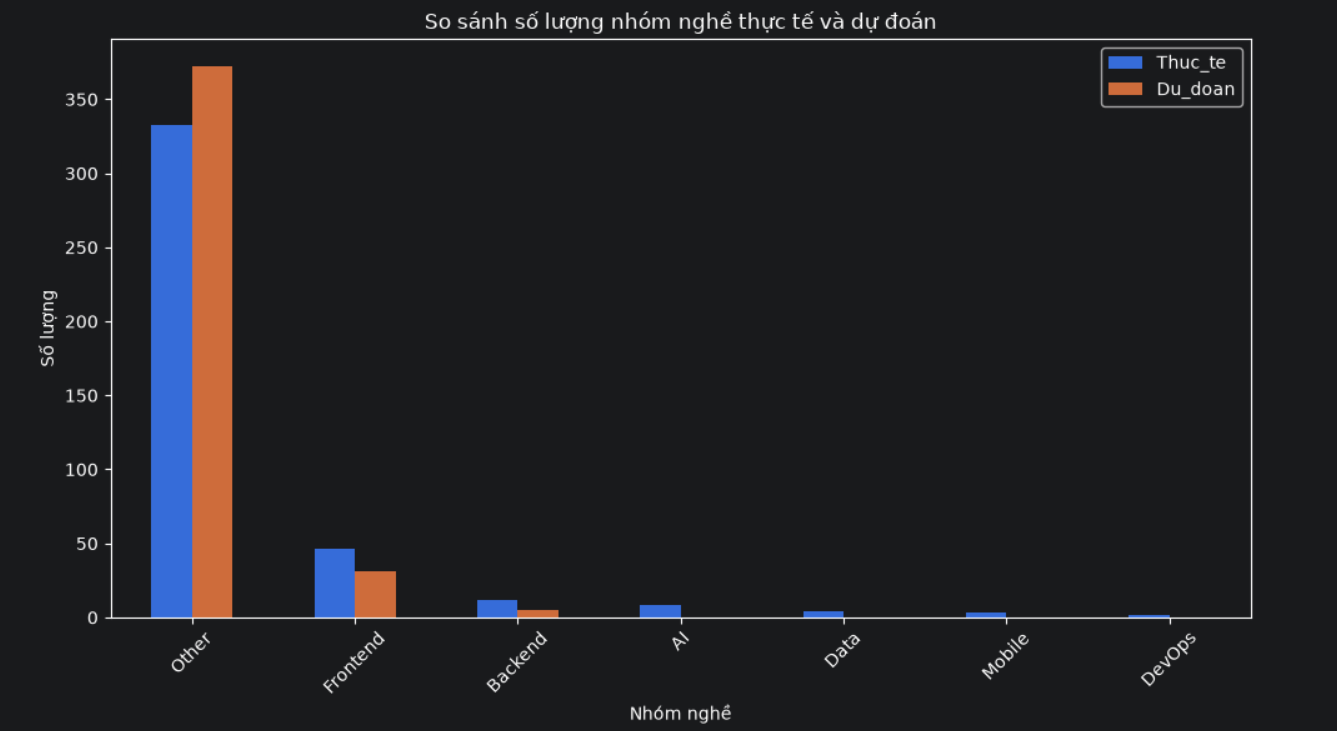 So sánh số lượng nhóm nghề thực tế và dự đoán
Thuc_te
Du_doan
350
300
250
200
150
100
50
0
Số lượng
Other
Frontend
Backend
AI
Data
Mobile
DevOps
Nhóm nghề